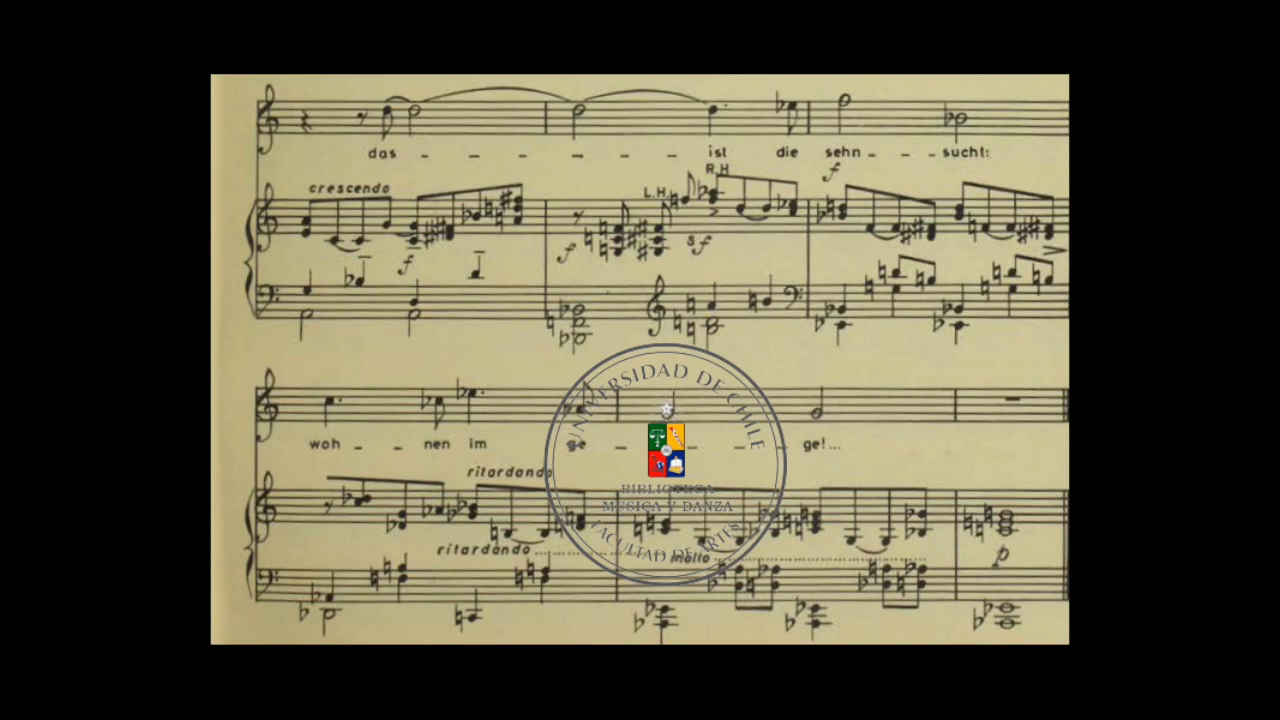 das - - - - - ist die sehn - - - sucht:
R.H
crescendo
L.H.
f
f
f
sf
woh - - nen im ge - - - - ge!...
ritardando
ritardando
molto
p
UNIVERSIDAD DE CHILE
BIBLIOTECA
MUSICA Y DANZA
FACULTAD DE ARTES